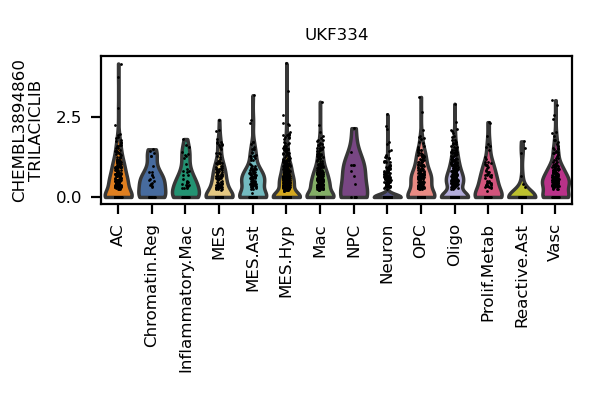 UKF334
CHEMBL3894860
TRILACICLIB
2.5
0.0
AC
Chromatin.Reg
Inflammatory.Mac
MES
MES.Ast
MES.Hyp
Mac
NPC
Neuron
OPC
Oligo
Prolif.Metab
Reactive.Ast
Vasc